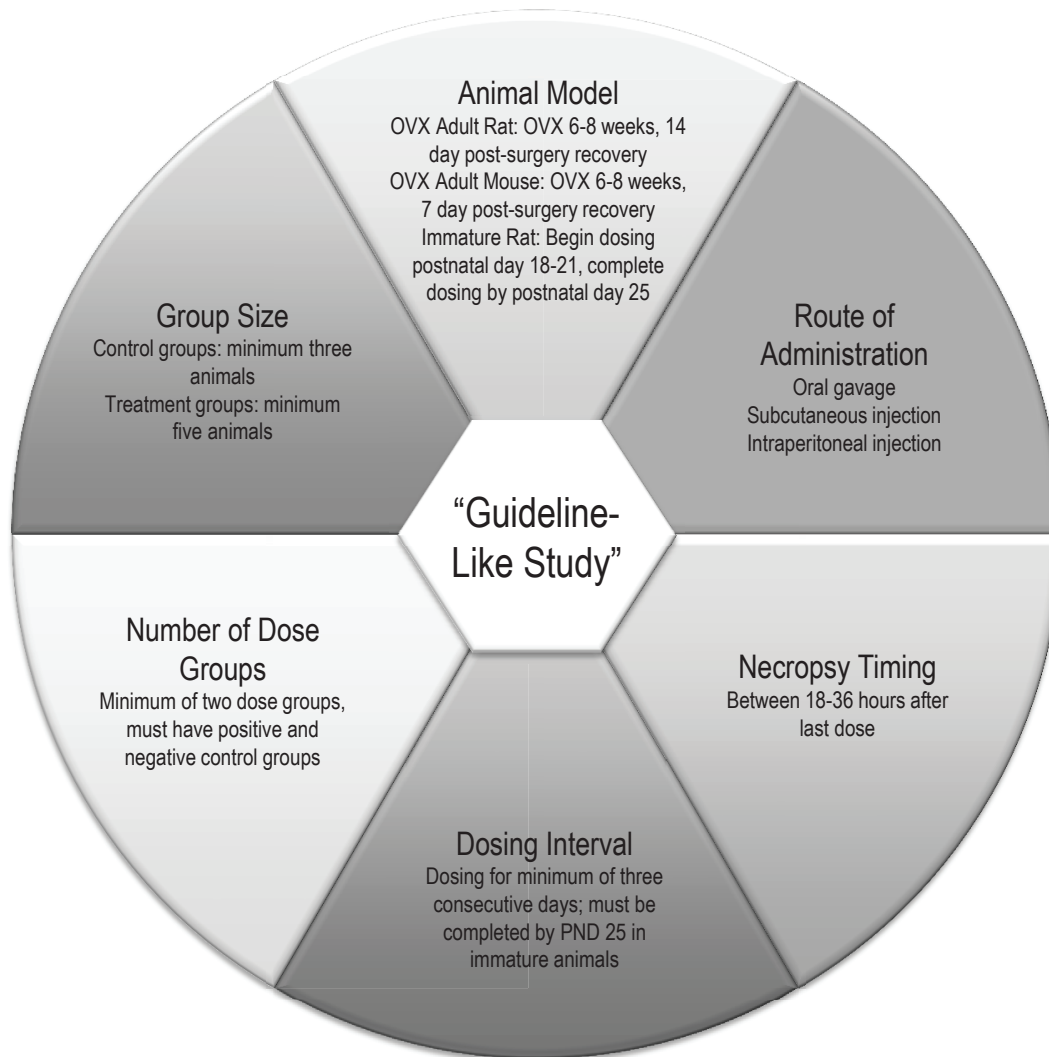 Animal Model
OVX Adult Rat: OVX 6-8 weeks, 14
day post-surgery recovery
OVX Adult Mouse: OVX 6-8 weeks,
7 day post-surgery recovery
Immature Rat: Begin dosing
postnatal day 18-21, complete
dosing by postnatal day 25
Route of
Administration
Oral gavage
Subcutaneous injection
Intraperitoneal injection
Necropsy Timing
Between 18-36 hours after
last dose
Dosing Interval
Dosing for minimum of three
consecutive days; must be
completed by PND 25 in
immature animals
Number of Dose
Groups
Minimum of two dose groups,
must have positive and
negative control groups
Group Size
Control groups: minimum three
animals
Treatment groups: minimum
five animals
“Guideline-
Like Study”